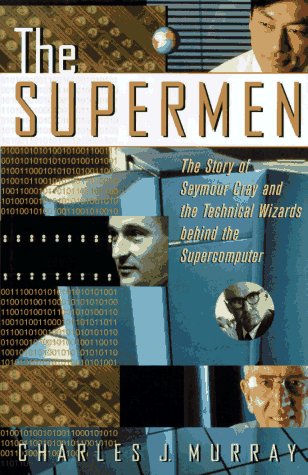 The
SUPERMEN
The Story of
Seymour Cray and
the Technical Wizards
behind the
Supercomputer
CHARLES J. MURRAY